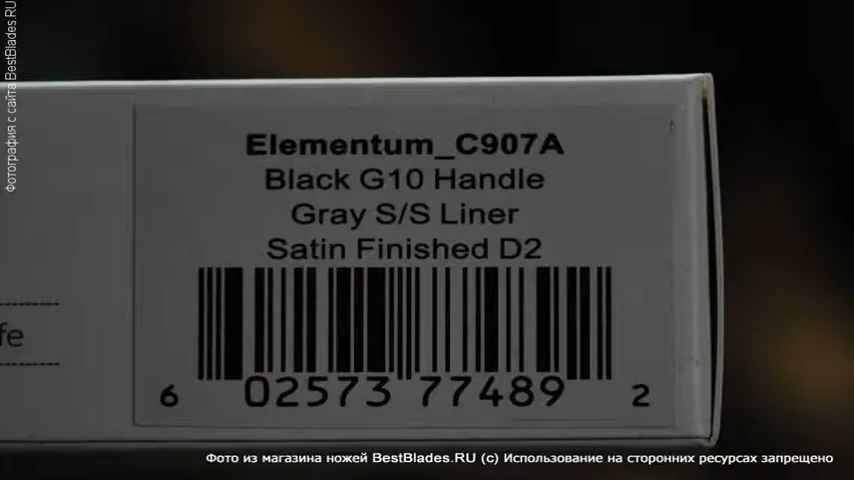 Фотография с сайта BestBlades.RU
Elementum_C907A
Black G10 Handle
Gray S/S Liner
Satin Finished D2
fe
6 02573 77489 2
Фото из магазина ножей BestBlades.RU (c) Использование на сторонних ресурсах запрещено